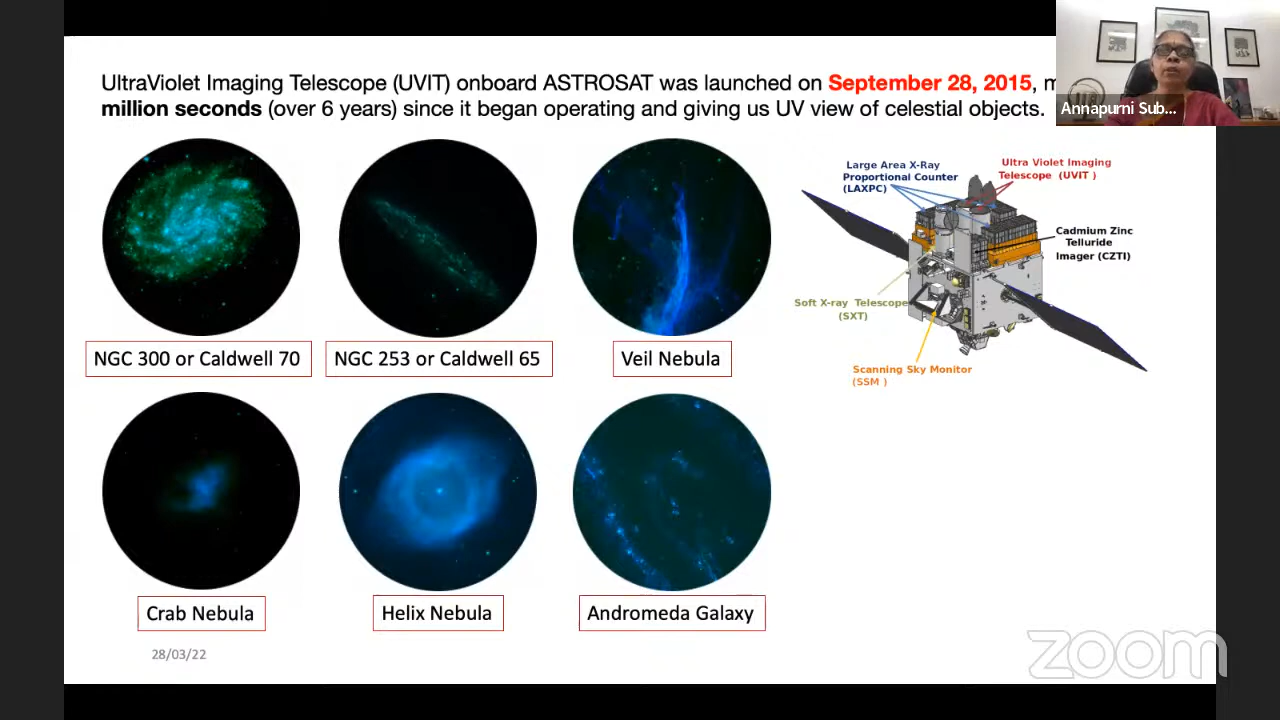 UltraViolet Imaging Telescope (UVIT) onboard ASTROSAT was launched on September 28, 2015,
million seconds (over 6 years) since it began operating and giving us UV view of celestial objects.
Annapurni Sub...
Large Area X-Ray
Proportional Counter
(LAXPC)
Ultra Violet Imaging
Telescope (UVIT )
Cadmium Zinc
Telluride
Imager (CZTI)
Soft X-ray Telescope
(SXT)
Scanning Sky Monitor
(SSM )
NGC 300 or Caldwell 70
NGC 253 or Caldwell 65
Veil Nebula
Crab Nebula
Helix Nebula
Andromeda Galaxy
28/03/22
zoom